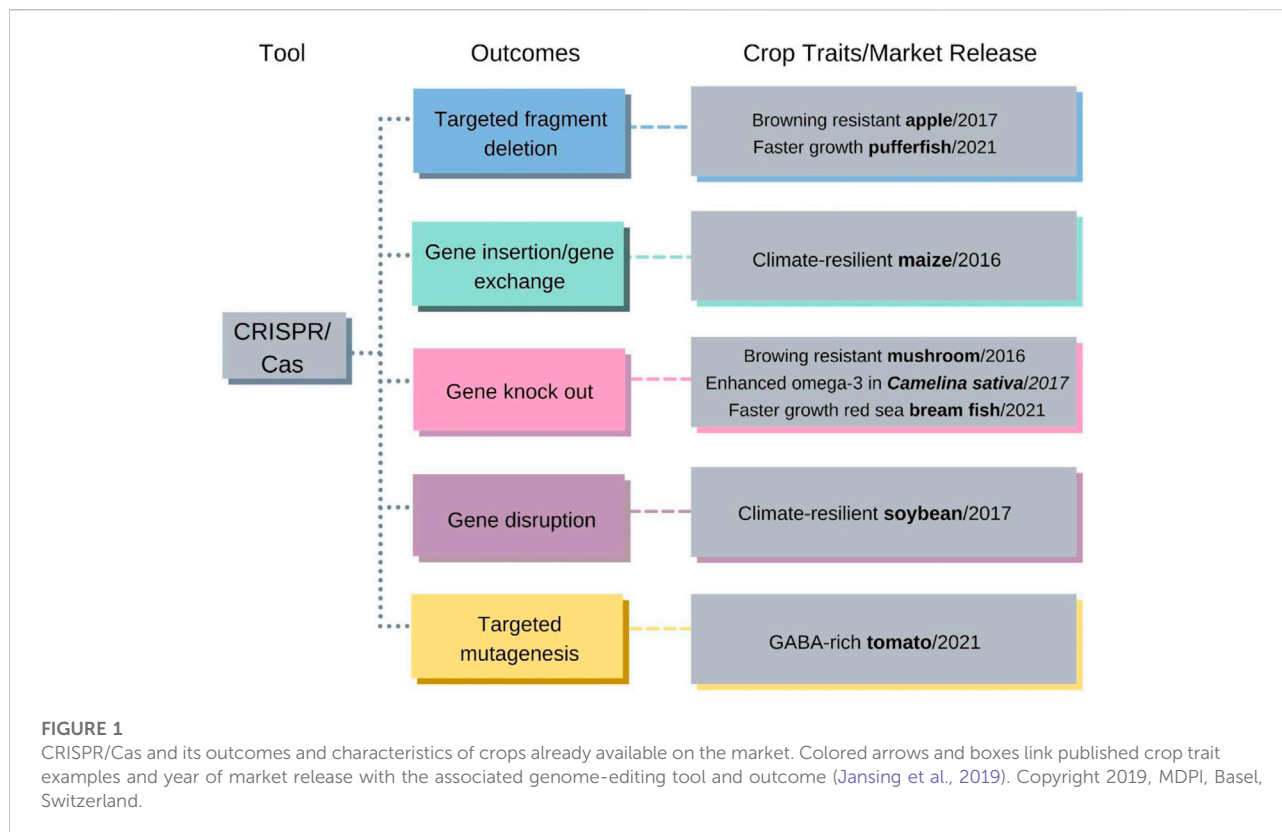 Tool
Outcomes
Crop Traits/Market Release
CRISPR/
Cas
Targeted fragment
deletion
Browning resistant apple/2017
Faster growth pufferfish/2021
Gene insertion/gene
exchange
Climate-resilient maize/2016
Gene knock out
Browing resistant mushroom/2016
Enhanced omega-3 in Camelina sativa/2017
Faster growth red sea bream fish/2021
Gene disruption
Climate-resilient soybean/2017
Targeted
mutagenesis
GABA-rich tomato/2021
FIGURE 1
CRISPR/Cas and its outcomes and characteristics of crops already available on the market. Colored arrows and boxes link published crop trait
examples and year of market release with the associated genome-editing tool and outcome (Jansing et al., 2019). Copyright 2019, MDPI, Basel,
Switzerland.